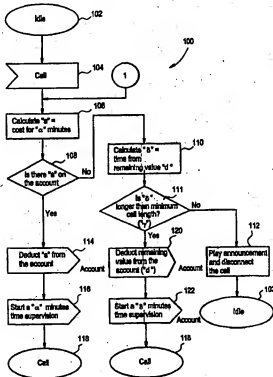 Idle
102
100
Call
104
1
106
Calculate "a" =
cost for "α" minutes
108
Is there "a" on
the account
No
Yes
Calculate "δ" =
time from
remaining value "d"
110
111
Is "δ"
longer than minimum
call length?
("γ")
No
Yes
112
Play announcement
and disconnect
the call
114
Deduct "a" from
the account
Account
120
Deduct remaining
value from the
account ("d")
Account
116
Start a "α" minutes
time supervision
122
Start a "δ" minutes
time supervision
Account
Idle
102
Call
118
Call
118